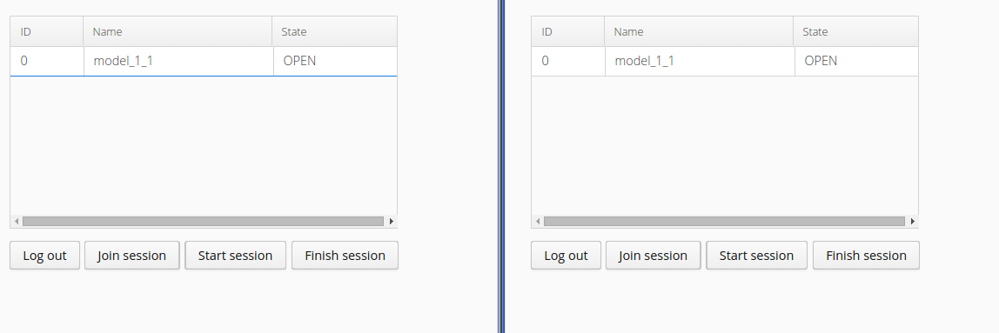 ID Name State
0 model_1_1 OPEN
Log out Join session Start session Finish session
ID Name State
0 model_1_1 OPEN
Log out Join session Start session Finish session